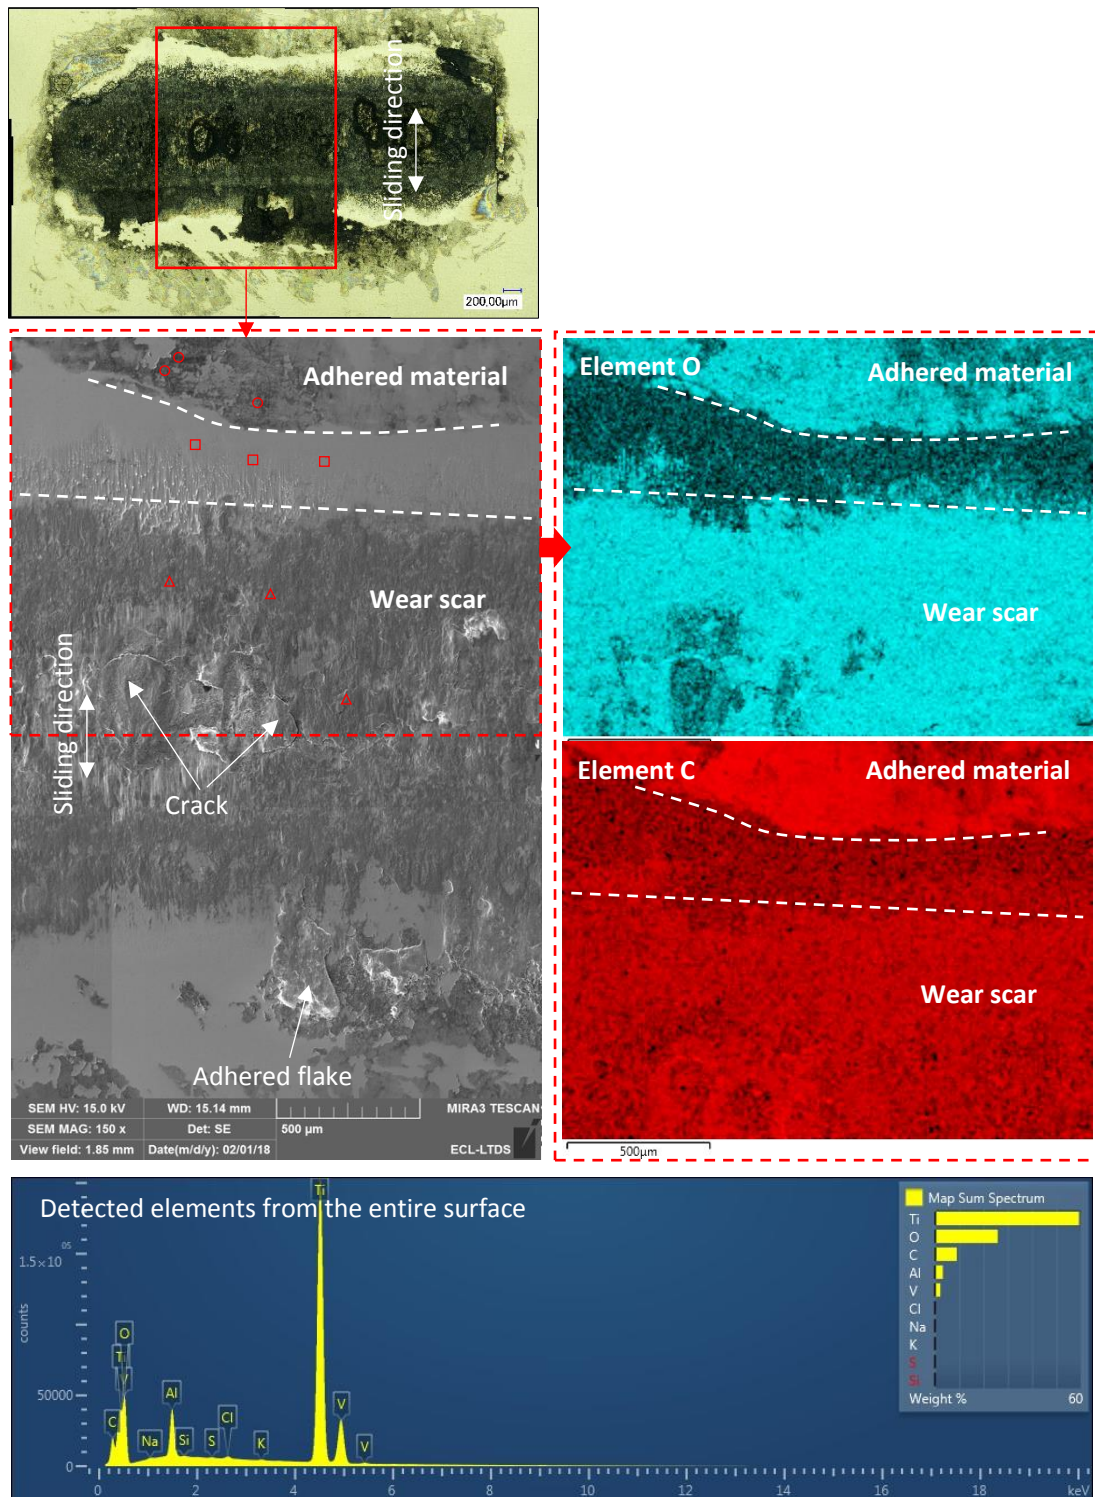 Sliding direction
200.00µm
Adhered material
Wear scar
Sliding direction
Crack
Adhered flake
SEM HV: 15.0 kV
WD: 15.14 mm
MIRA3 TESCAN
SEM MAG: 150 x
Det: SE
500 µm
View field: 1.85 mm
Date(m/d/y): 02/01/18
ECL-LTDS
Element O
Adhered material
Wear scar
Element C
Adhered material
Wear scar
500µm
Detected elements from the entire surface
Ti
1.5×10 05
counts
50000
0
O
Ti
V
C
Al
Na
Si
S
Cl
K
V
V
0
2
4
6
8
10
12
14
16
18
keV
Map Sum Spectrum
Ti
O
C
Al
V
Cl
Na
K
S
Si
Weight %
60